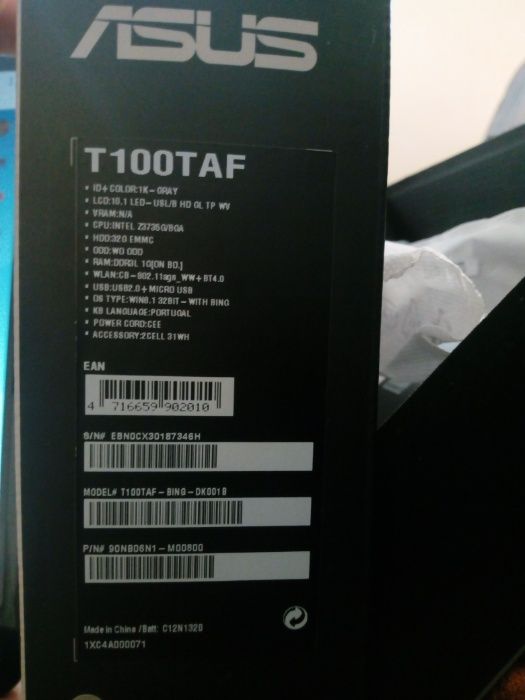 ASUS
T100TAF
• ID+ COLOR:1K-GRAY
• LCD:10.1 LED-USL/B HD GL TP WV
• VRAM:N/A
• CPU:INTEL Z3735G/BGA
• HDD:32G EMMC
• ODD:WO ODD
• RAM:DDR3L 1G[ON BD.]
• WLAN:CB-802.11agn_WW+BT4.0
• USB:USB2.0+MICRO USB
• OS TYPE:WIN8.1 32BIT-WITH BING
• KB LANGUAGE:PORTUGAL
• POWER CORD:CEE
• ACCESSORY:2CELL 31WH
EAN
4 716659 902010
S/N# EBN0CX30187346H
MODEL# T100TAF-BING-DK001B
P/N# 90NB06N1-M00800
Made in China /Batt: C12N1320
1XC4A000071